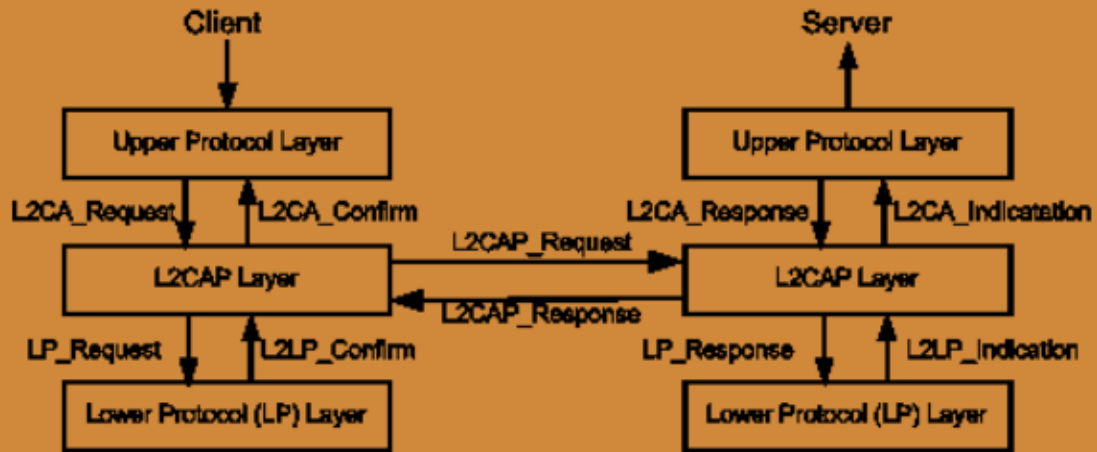 Client
Server
Upper Protocol Layer
Upper Protocol Layer
L2CA_Request
L2CA_Confirm
L2CA_Response
L2CA_Indicatation
L2CAP_Request
L2CAP Layer
L2CAP Layer
L2CAP_Response
LP_Request
L2LP_Confirm
LP_Response
L2LP_Indication
Lower Protocol (LP) Layer
Lower Protocol (LP) Layer